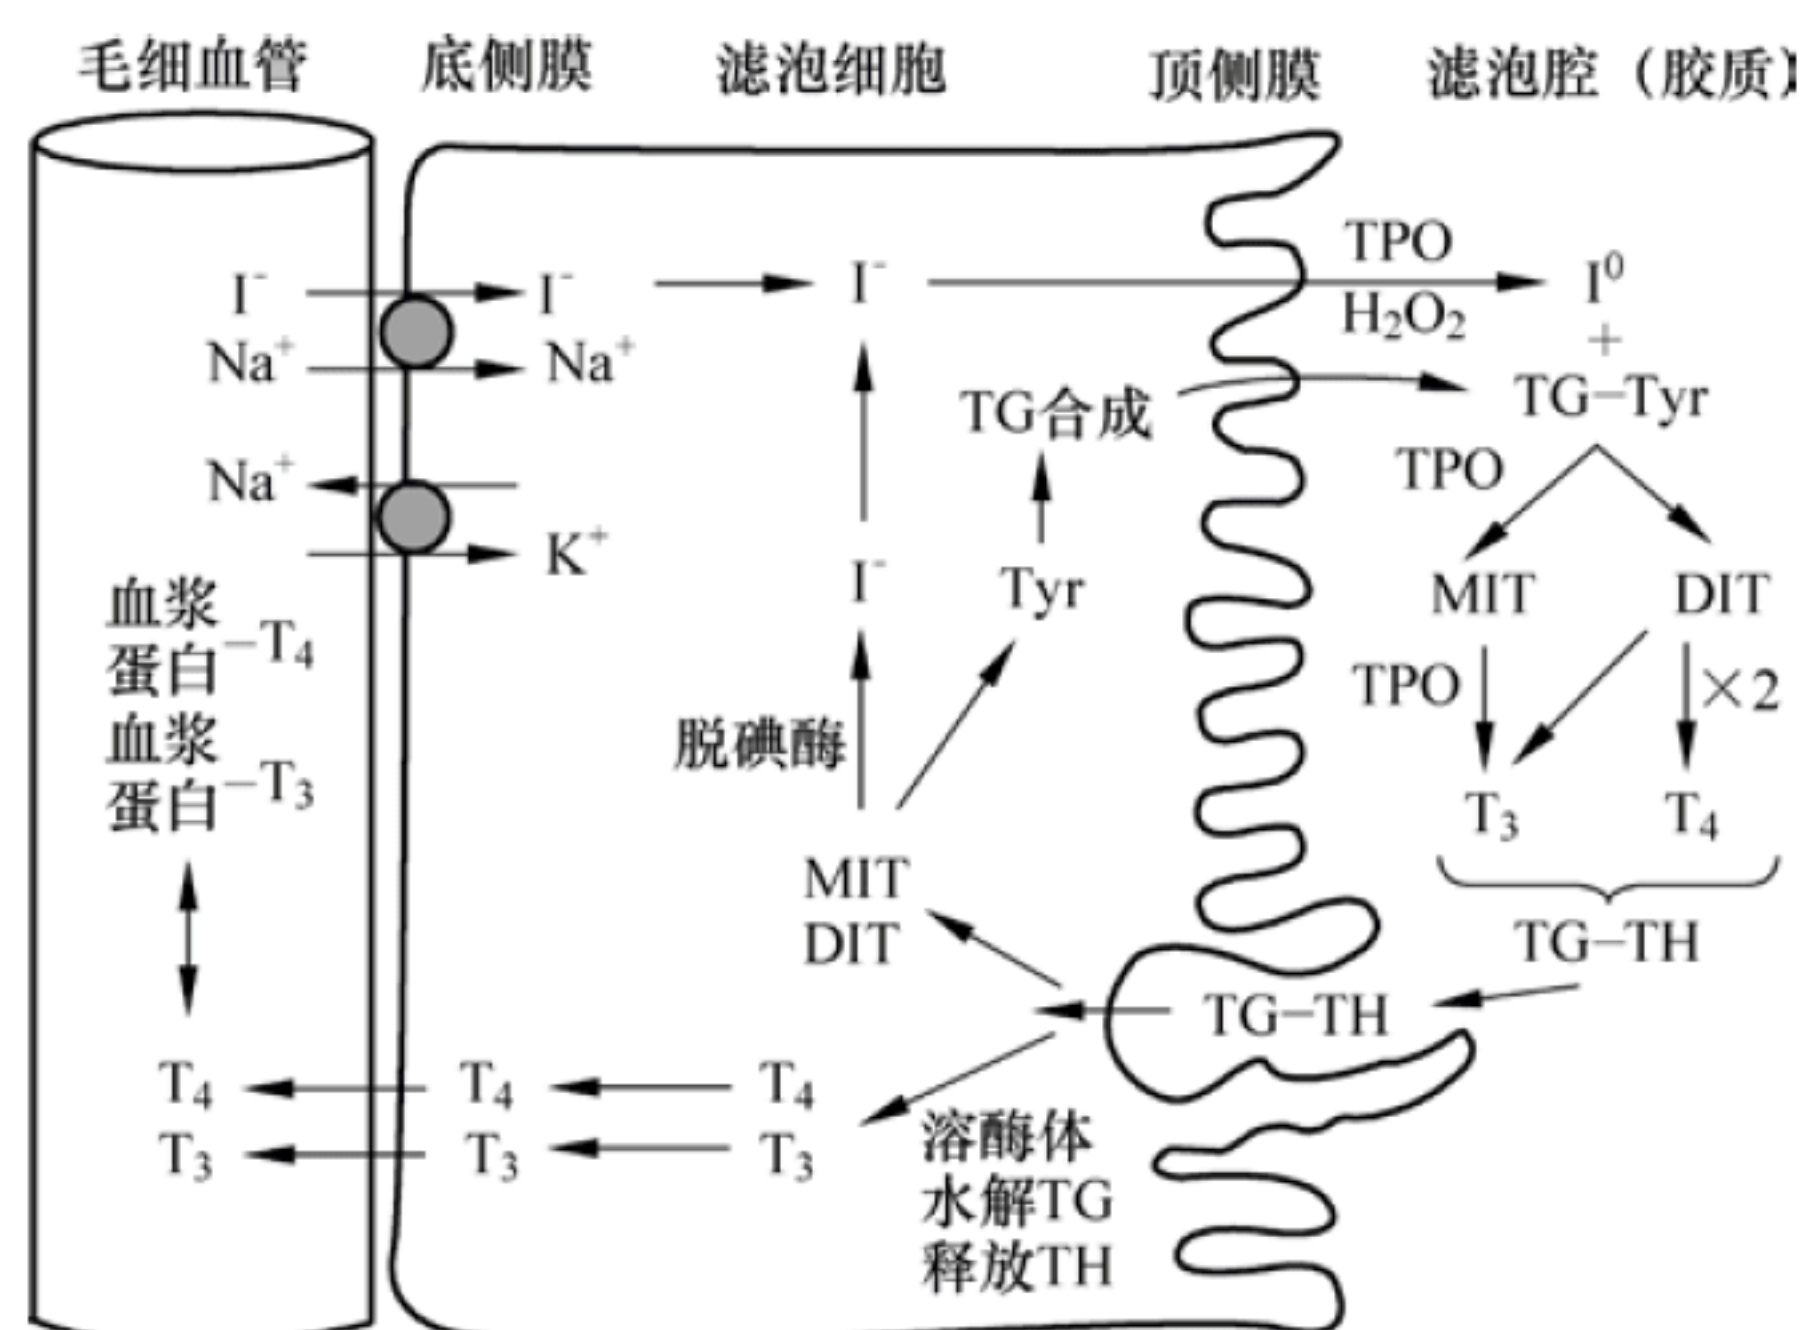 毛细血管 底侧膜 滤泡细胞 顶侧膜 滤泡腔（胶质）
I⁻ I⁻ I⁻ TPO I⁰
H₂O₂
+
Na⁺ Na⁺
TG合成 TG–Tyr
Na⁺ TPO
K⁺
I⁻ Tyr MIT DIT
血浆
蛋白–T₄
TPO ×2
血浆
蛋白–T₃
脱碘酶
T₃ T₄
MIT
DIT
TG–TH
TG–TH
T₄ T₄ T₄
T₃ T₃ T₃
溶酶体
水解TG
释放TH